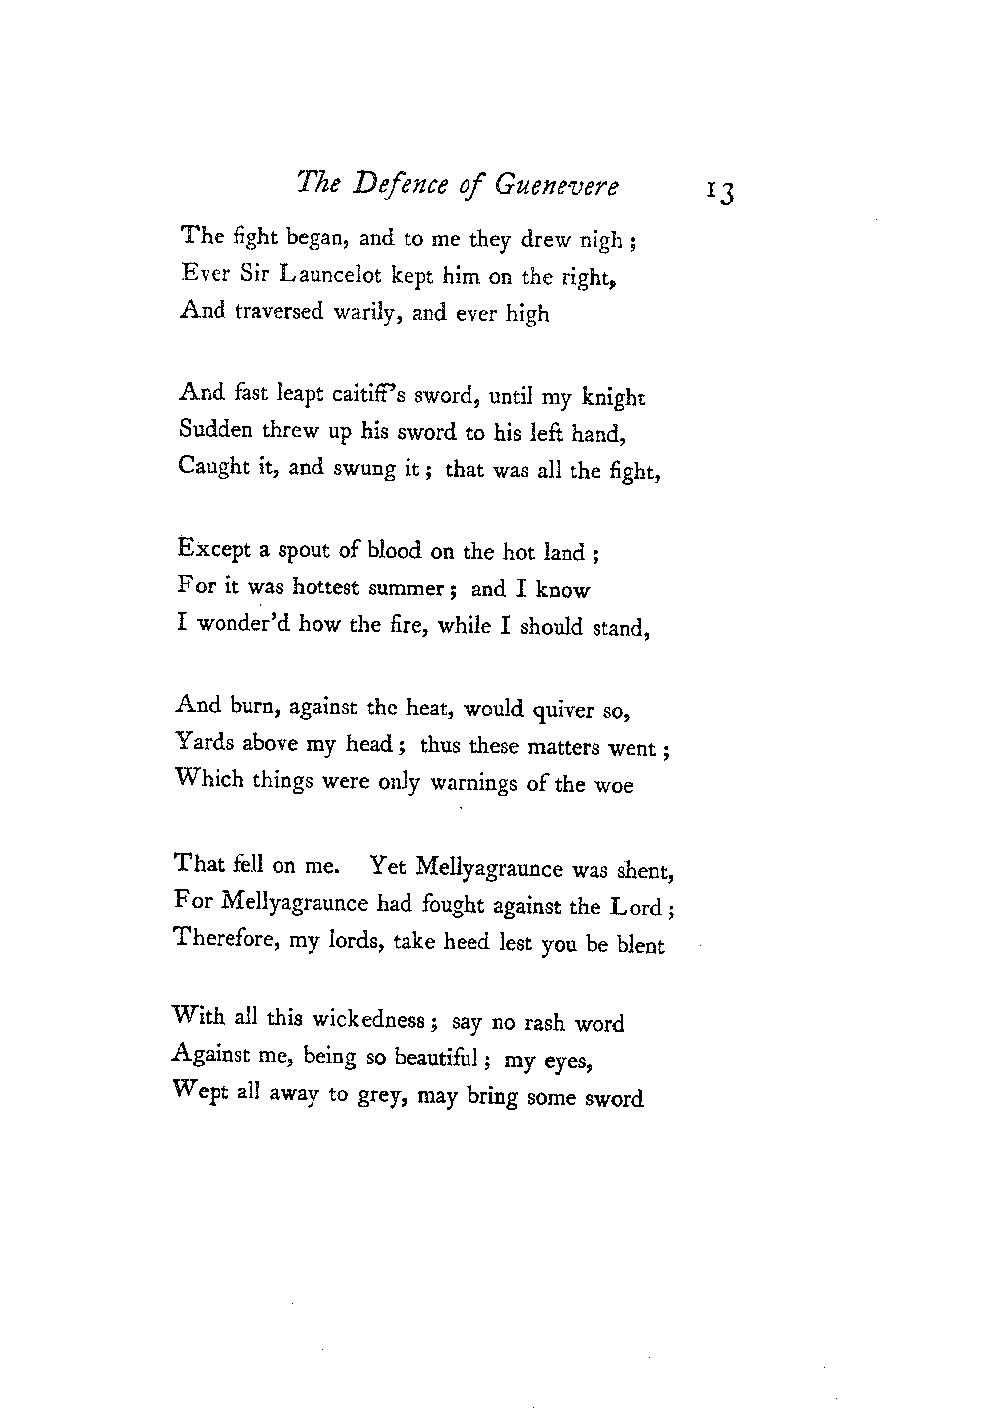 The Defence of Guenevere 13
The fight began, and to me they drew nigh ;
Ever Sir Launcelot kept him on the right,
And traversed warily, and ever high
And fast leapt caitiff's sword, until my knight
Sudden threw up his sword to his left hand,
Caught it, and swung it ; that was all the fight,
Except a spout of blood on the hot land ;
For it was hottest summer ; and I know
I wonder'd how the fire, while I should stand,
And burn, against the heat, would quiver so,
Yards above my head ; thus these matters went ;
Which things were only warnings of the woe
That fell on me. Yet Mellyagraunce was shent,
For Mellyagraunce had fought against the Lord ;
Therefore, my lords, take heed lest you be blent
With all this wickedness ; say no rash word
Against me, being so beautiful ; my eyes,
Wept all away to grey, may bring some sword